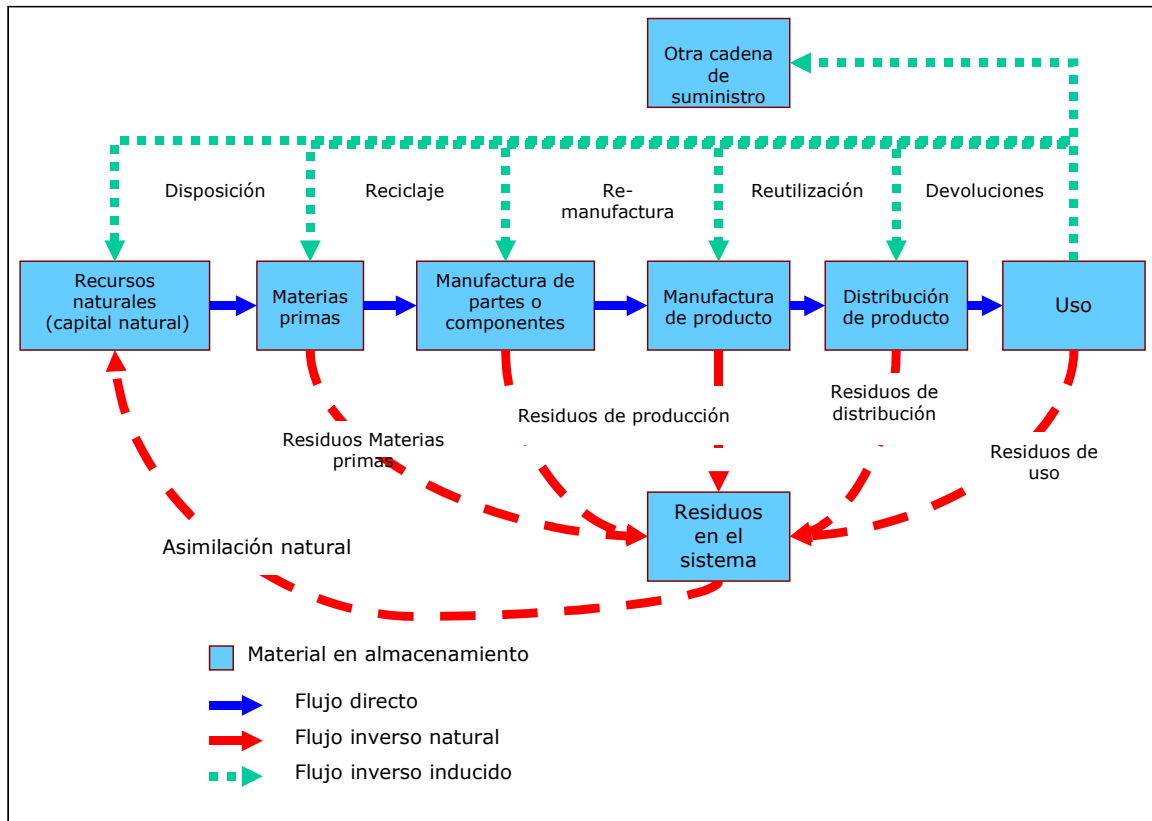 Otra cadena
de
suministro
Disposición
Reciclaje
Re-
manufactura
Reutilización
Devoluciones
Recursos
naturales
(capital natural)
Materias
primas
Manufactura de
partes o
componentes
Manufactura
de producto
Distribución
de producto
Uso
Residuos Materias
primas
Residuos de producción
Residuos de
distribución
Residuos de
uso
Residuos
en el
sistema
Asimilación natural
Material en almacenamiento
Flujo directo
Flujo inverso natural
Flujo inverso inducido